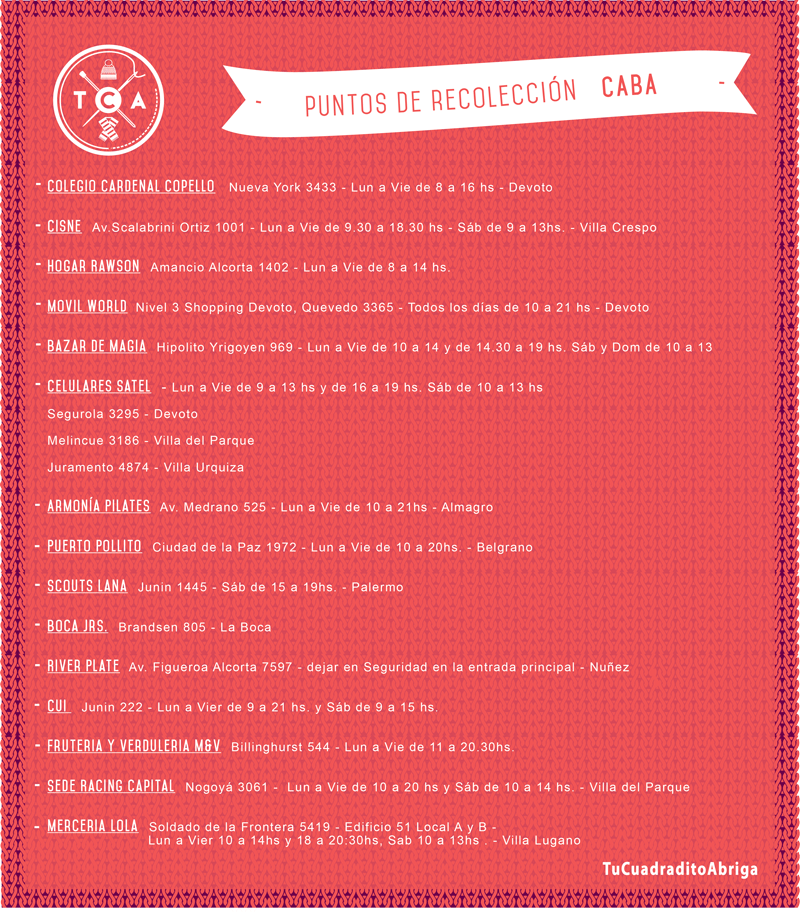 TCA
- PUNTOS DE RECOLECCIÓN CABA -
- COLEGIO CARDENAL COPELLO Nueva York 3433 - Lun a Vie de 8 a 16 hs - Devoto
- CISNE Av.Scalabrini Ortiz 1001 - Lun a Vie de 9.30 a 18.30 hs - Sáb de 9 a 13hs. - Villa Crespo
- HOGAR RAWSON Amancio Alcorta 1402 - Lun a Vie de 8 a 14 hs.
- MOVIL WORLD Nivel 3 Shopping Devoto, Quevedo 3365 - Todos los días de 10 a 21 hs - Devoto
- BAZAR DE MAGIA Hipolito Yrigoyen 969 - Lun a Vie de 10 a 14 y de 14.30 a 19 hs. Sáb y Dom de 10 a 13
- CELULARES SATEL - Lun a Vie de 9 a 13 hs y de 16 a 19 hs. Sáb de 10 a 13 hs
Segurola 3295 - Devoto
Melincue 3186 - Villa del Parque
Juramento 4874 - Villa Urquiza
- ARMONÍA PILATES Av. Medrano 525 - Lun a Vie de 10 a 21hs - Almagro
- PUERTO POLLITO Ciudad de la Paz 1972 - Lun a Vie de 10 a 20hs. - Belgrano
- SCOUTS LANA Junin 1445 - Sáb de 15 a 19hs. - Palermo
- BOCA JRS. Brandsen 805 - La Boca
- RIVER PLATE Av. Figueroa Alcorta 7597 - dejar en Seguridad en la entrada principal - Nuñez
- CUI Junin 222 - Lun a Vier de 9 a 21 hs. y Sáb de 9 a 15 hs.
- FRUTERIA Y VERDULERIA M&V Billinghurst 544 - Lun a Vie de 11 a 20.30hs.
- SEDE RACING CAPITAL Nogoyá 3061 - Lun a Vie de 10 a 20 hs y Sáb de 10 a 14 hs. - Villa del Parque
- MERCERIA LOLA Soldado de la Frontera 5419 - Edificio 51 Local A y B -
Lun a Vier 10 a 14hs y 18 a 20:30hs, Sab 10 a 13hs . - Villa Lugano
TuCuadraditoAbriga